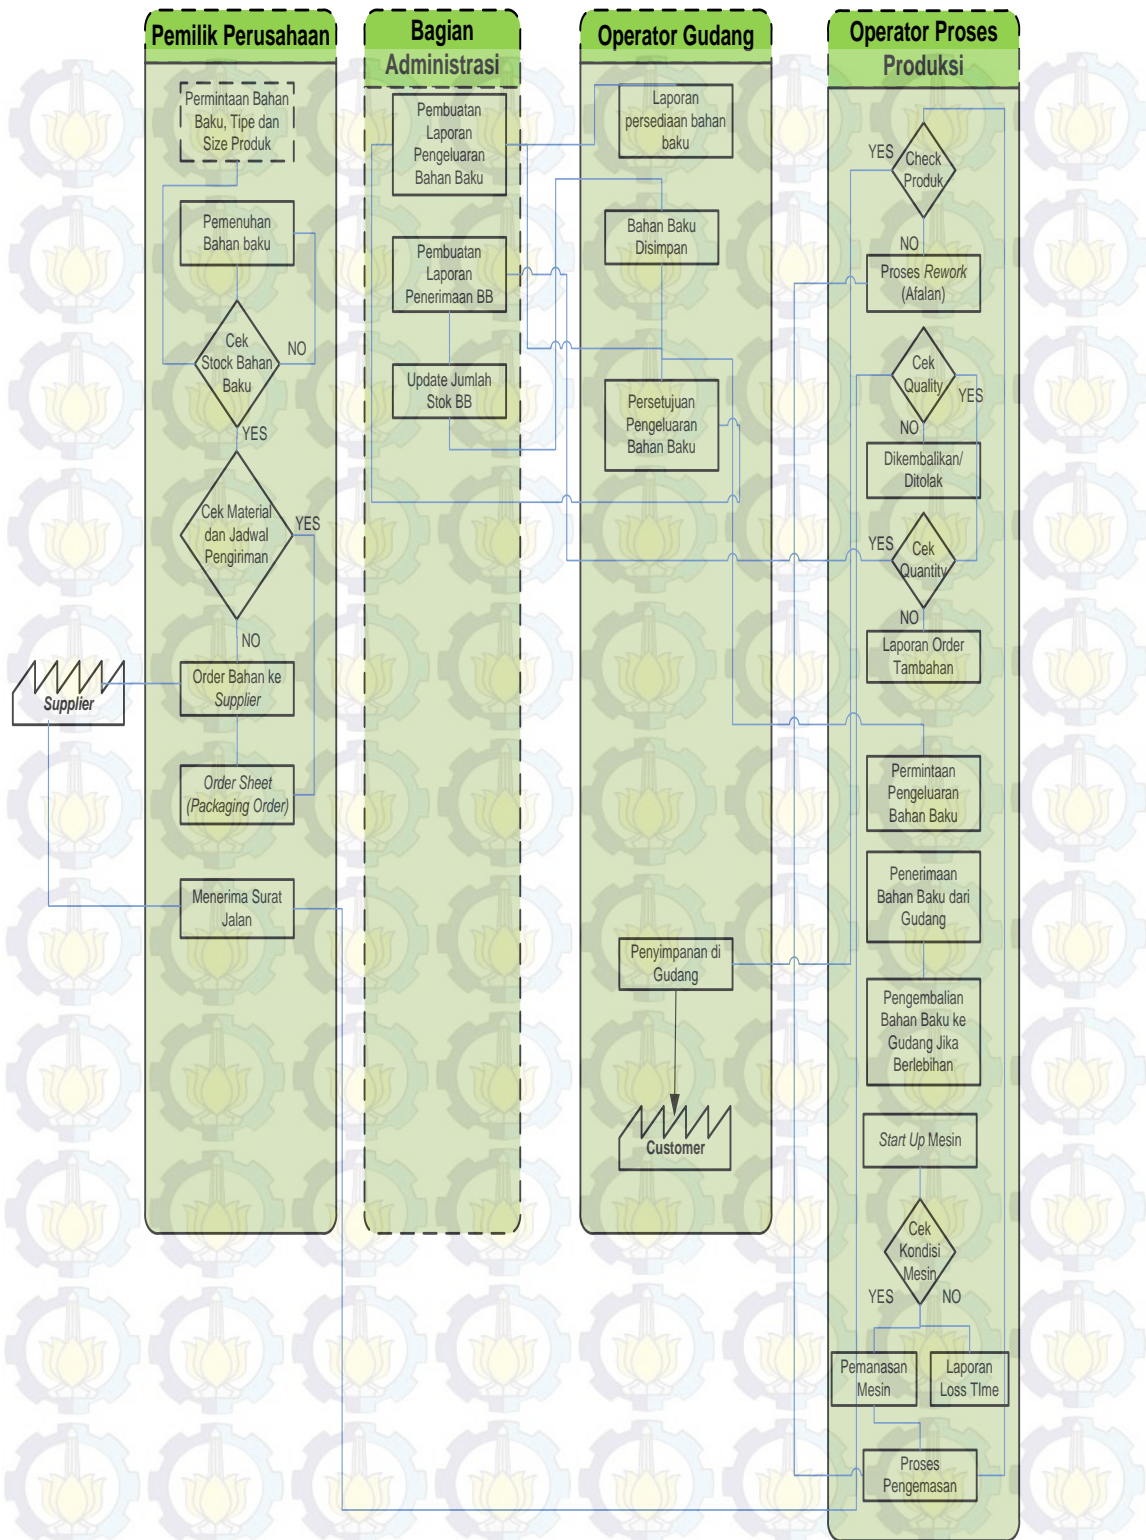 Pemilik Perusahaan
Permintaan Bahan
Baku, Tipe dan
Size Produk
Pemenuhan
Bahan baku
Cek
Stock Bahan
Baku
NO
YES
Cek Material
dan Jadwal
Pengiriman
YES
NO
Order Bahan ke
Supplier
Supplier
Order Sheet
(Packaging Order)
Menerima Surat
Jalan
Bagian
Administrasi
Pembuatan
Laporan
Pengeluaran
Bahan Baku
Pembuatan
Laporan
Penerimaan BB
Update Jumlah
Stok BB
Operator Gudang
Laporan
persediaan bahan
baku
Bahan Baku
Disimpan
Persetujuan
Pengeluaran
Bahan Baku
Penyimpanan di
Gudang
Customer
Operator Proses
Produksi
YES
Check
Produk
NO
Proses Rework
(Afalan)
Cek
Quality
YES
NO
Dikembalikan/
Ditolak
YES
Cek
Quantity
NO
Laporan Order
Tambahan
Permintaan
Pengeluaran
Bahan Baku
Penerimaan
Bahan Baku dari
Gudang
Pengembalian
Bahan Baku ke
Gudang Jika
Berlebihan
Start Up Mesin
Cek
Kondisi
Mesin
YES
NO
Pemanasan
Mesin
Laporan
Loss TIme
Proses
Pengemasan